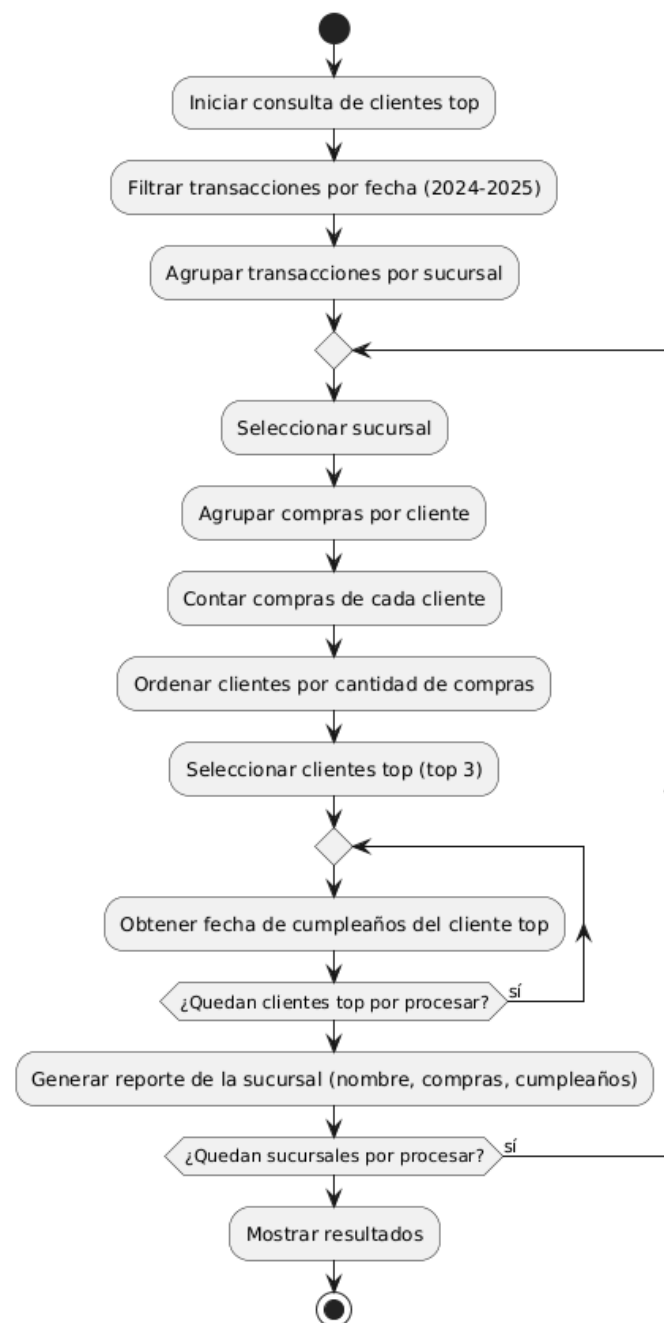 Iniciar consulta de clientes top
Filtrar transacciones por fecha (2024-2025)
Agrupar transacciones por sucursal
Seleccionar sucursal
Agrupar compras por cliente
Contar compras de cada cliente
Ordenar clientes por cantidad de compras
Seleccionar clientes top (top 3)
Obtener fecha de cumpleaños del cliente top
¿Quedan clientes top por procesar?
sí
Generar reporte de la sucursal (nombre, compras, cumpleaños)
¿Quedan sucursales por procesar?
sí
Mostrar resultados